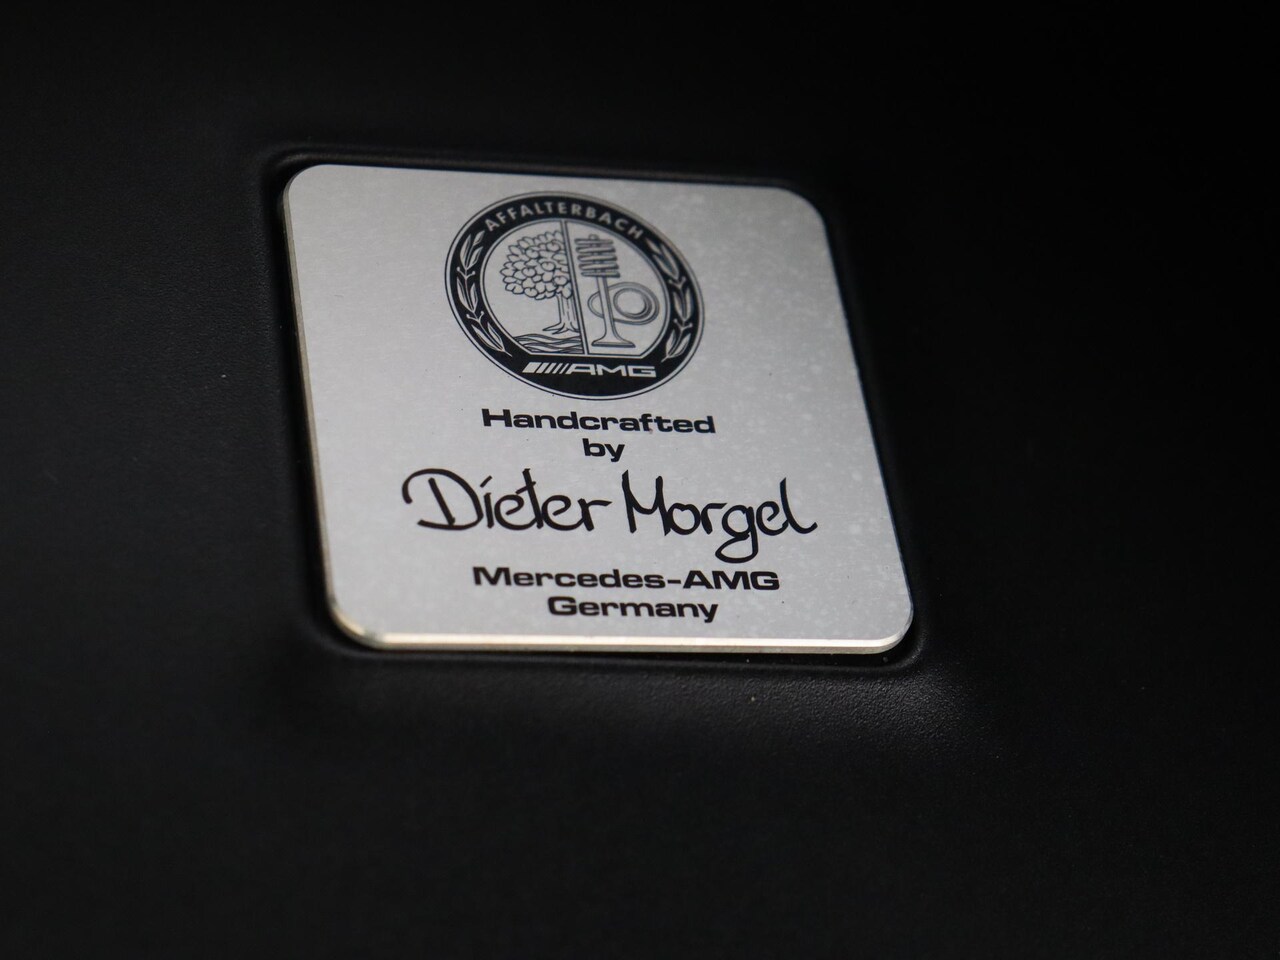 AFFALTERBACH
AMG
Handcrafted
by
Dieter Morgel
Mercedes-AMG
Germany